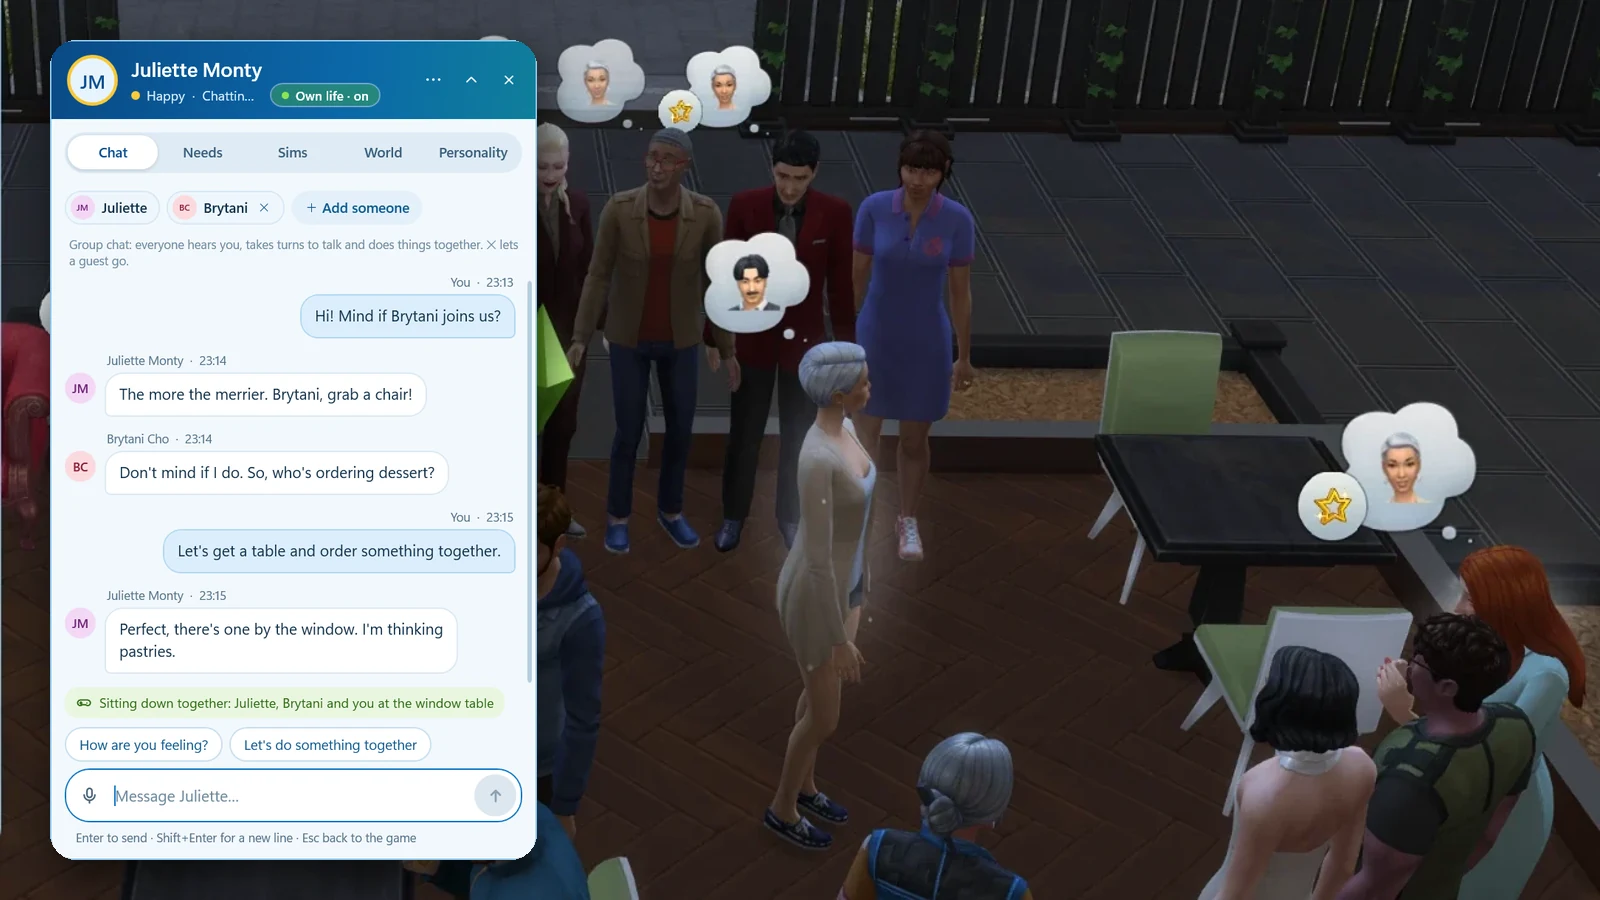 JM
Juliette Monty
Happy · Chattin...
Own life · on
Chat
Needs
Sims
World
Personality
JM Juliette
BC Brytani ×
+ Add someone
Group chat: everyone hears you, takes turns to talk and does things together. × lets
a guest go.
You · 23:13
Hi! Mind if Brytani joins us?
Juliette Monty · 23:14
JM
The more the merrier. Brytani, grab a chair!
Brytani Cho · 23:14
BC
Don't mind if I do. So, who's ordering dessert?
You · 23:15
Let's get a table and order something together.
Juliette Monty · 23:15
JM
Perfect, there's one by the window. I'm thinking
pastries.
Sitting down together: Juliette, Brytani and you at the window table
How are you feeling?
Let's do something together
Message Juliette...
Enter to send · Shift+Enter for a new line · Esc back to the game